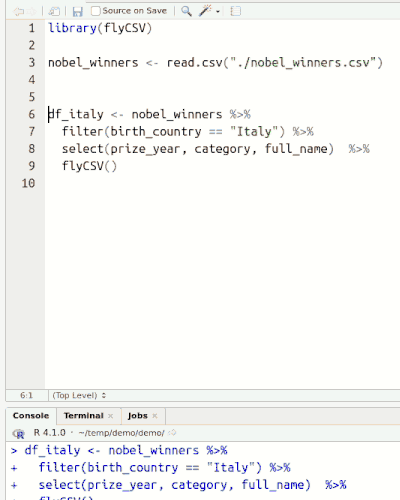 Source on Save
1 library(flyCSV)
2
3 nobel_winners <- read.csv("./nobel_winners.csv")
4
5
6 df_italy <- nobel_winners %>%
7   filter(birth_country == "Italy") %>%
8   select(prize_year, category, full_name)  %>%
9   flyCSV()
10
6:1 (Top Level)
Console Terminal × Jobs ×
R 4.1.0 · ~/temp/demo/demo/
> df_italy <- nobel_winners %>%
+   filter(birth_country == "Italy") %>%
+   select(prize_year, category, full_name)  %>%
+   flyCSV()